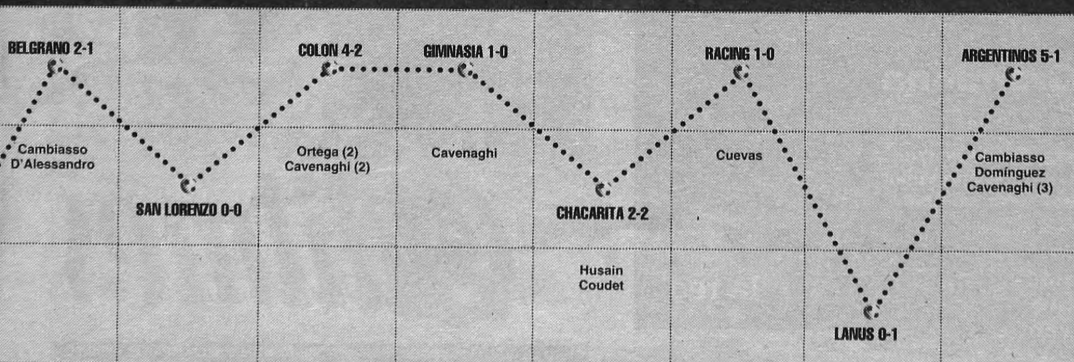 BELGRANO 2-1
Cambiasso
D'Alessandro
SAN LORENZO 0-0
COLON 4-2
Ortega (2)
Cavenaghi (2)
GIMNASIA 1-0
Cavenaghi
CHACARITA 2-2
Husain
Coudet
RACING 1-0
Cuevas
LANUS 0-1
ARGENTINOS 5-1
Cambiasso
Domínguez
Cavenaghi (3)